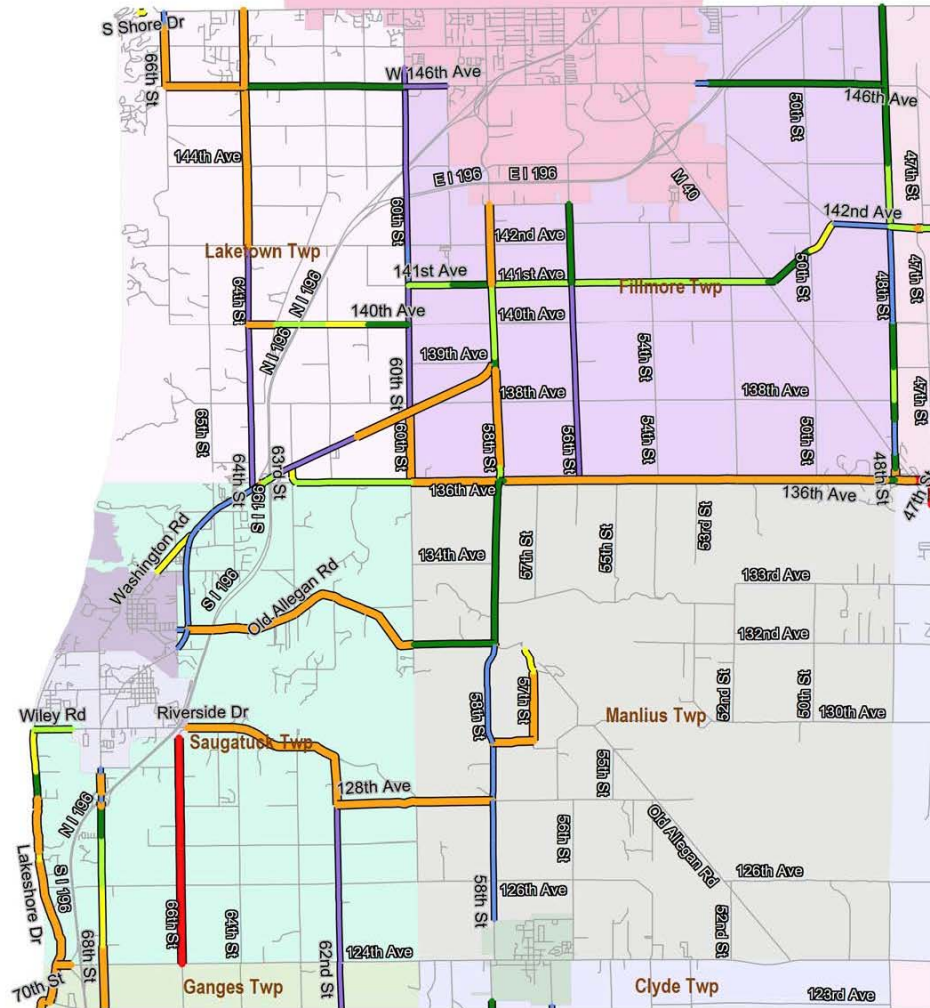 S Shore Dr
66th St
W 146th Ave
146th Ave
50th St
144th Ave
E I 196
E I 196
M 40
47th St
60th St
142nd Ave
142nd Ave
Laketown Twp
141st Ave
141st Ave
50th St
47th St
64th St
N I 196
Fillmore Twp
48th St
140th Ave
140th Ave
N I 196
139th Ave
54th St
60th St
138th Ave
138th Ave
47th St
65th St
60th St
58th St
56th St
54th St
50th St
64th St
63rd St
S I 196
136th Ave
136th Ave
48th St
47th St
Washington Rd
53rd St
134th Ave
57th St
55th St
S I 196
Old Allegan Rd
133rd Ave
132nd Ave
Wiley Rd
Riverside Dr
58th St
57th St
52nd St
50th St
Manlius Twp
130th Ave
Saugatuck Twp
128th Ave
55th St
N I 196
Lakeshore Dr
56th St
Old Allegan Rd
126th Ave
S I 196
66th St
64th St
58th St
126th Ave
52nd St
68th St
62nd St
124th Ave
70th St
Ganges Twp
Clyde Twp
123rd Ave